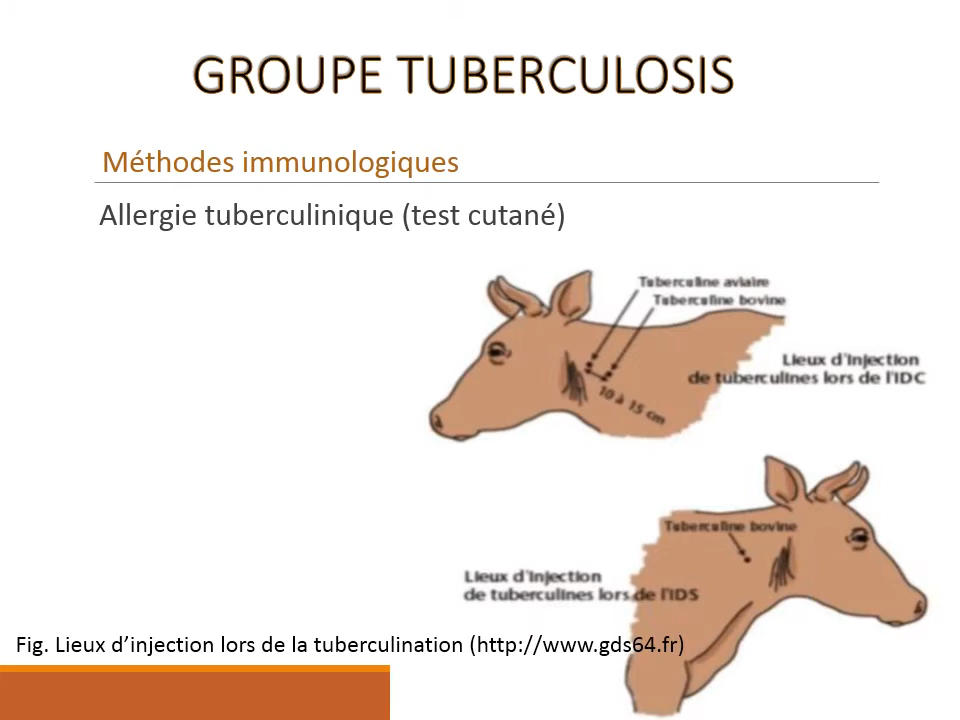 GROUPE TUBERCULOSIS
Méthodes immunologiques
Allergie tuberculinique (test cutané)
Tuberculine aviaire
Tuberculine bovine
Lieux d'injection
de tuberculines lors de l'IDC
10 à 15 cm
Tuberculine bovine
Lieux d'injection
de tuberculines lors de l'IDS
Fig. Lieux d’injection lors de la tuberculination (http://www.gds64.fr)